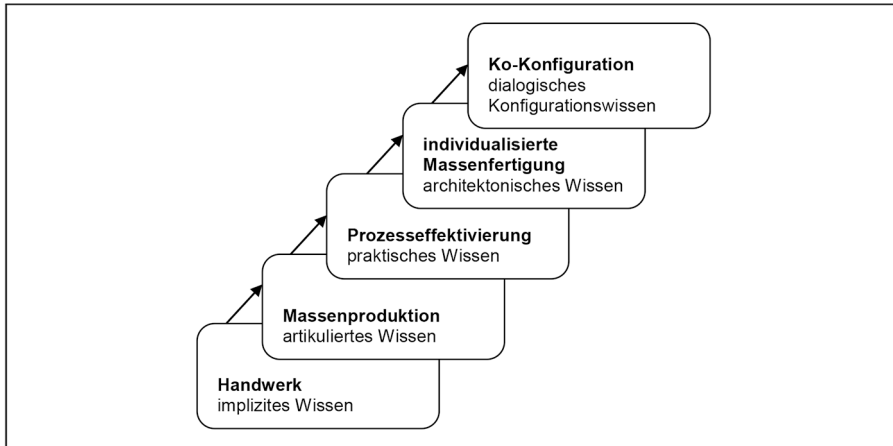 Ko-Konfiguration
dialogisches
Konfigurationswissen
individualisierte
Massenfertigung
architektonisches Wissen
Prozesseffektivierung
praktisches Wissen
Massenproduktion
artikuliertes Wissen
Handwerk
implizites Wissen